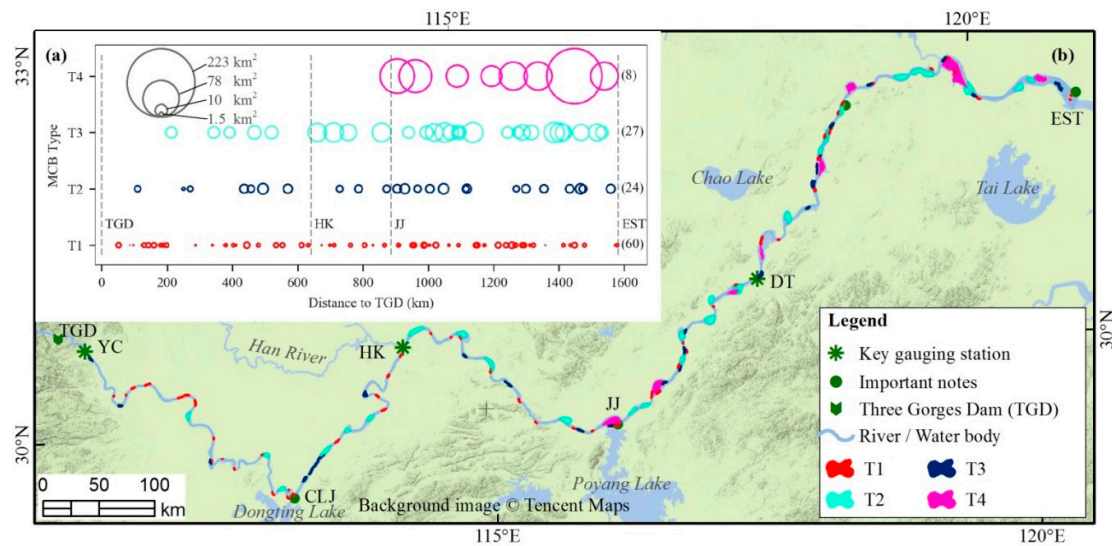 115°E
120°E
33°N
(a)
223 km²
78 km²
10 km²
1.5 km²
MCB Type
T4
T3
T2
T1
(8)
(27)
(24)
(60)
TGD
HK
JJ
EST
0
200
400
600
800
1000
1200
1400
1600
Distance to TGD (km)
(b)
EST
Chao Lake
Tai Lake
DT
TGD
YC
Han River
HK
JJ
CLJ
Dongting Lake
Poyang Lake
30°N
30°N
0 50 100
km
Background image © Tencent Maps
Legend
Key gauging station
Important notes
Three Gorges Dam (TGD)
River / Water body
T1
T3
T2
T4
115°E
120°E